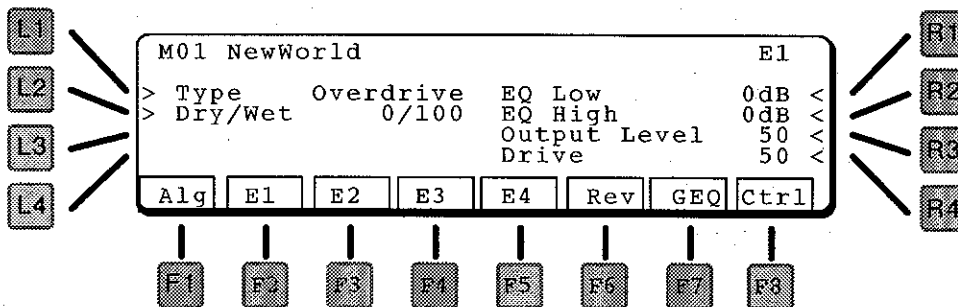 L1
R1
M01 NewWorld E1
L2
R2
> Type Overdrive EQ Low 0dB <
> Dry/Wet 0/100 EQ High 0dB <
L3
R3
Output Level 50 <
Drive 50 <
L4
R4
Alg E1 E2 E3 E4 Rev GEQ Ctrl
F1 F2 F3 F4 F5 F6 F7 F8